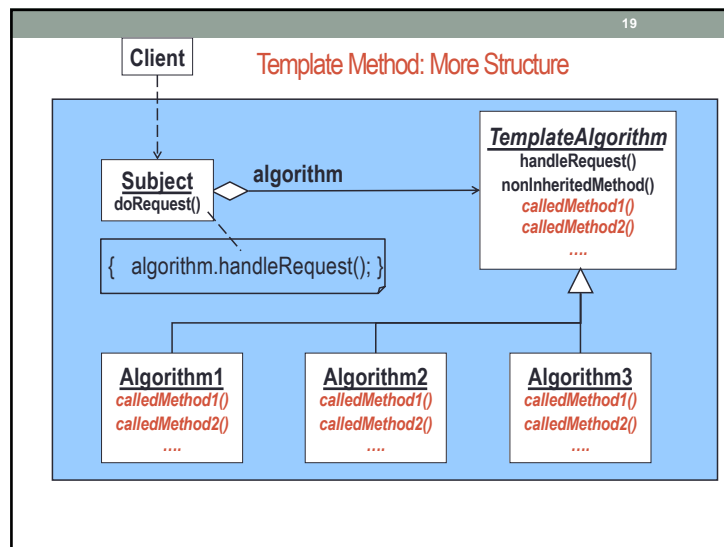 19
Client
Template Method: More Structure
TemplateAlgorithm
handleRequest()
nonInheritedMethod()
calledMethod1()
calledMethod2()
....
Subject
doRequest()
algorithm
{ algorithm.handleRequest(); }
Algorithm1
calledMethod1()
calledMethod2()
....
Algorithm2
calledMethod1()
calledMethod2()
....
Algorithm3
calledMethod1()
calledMethod2()
....